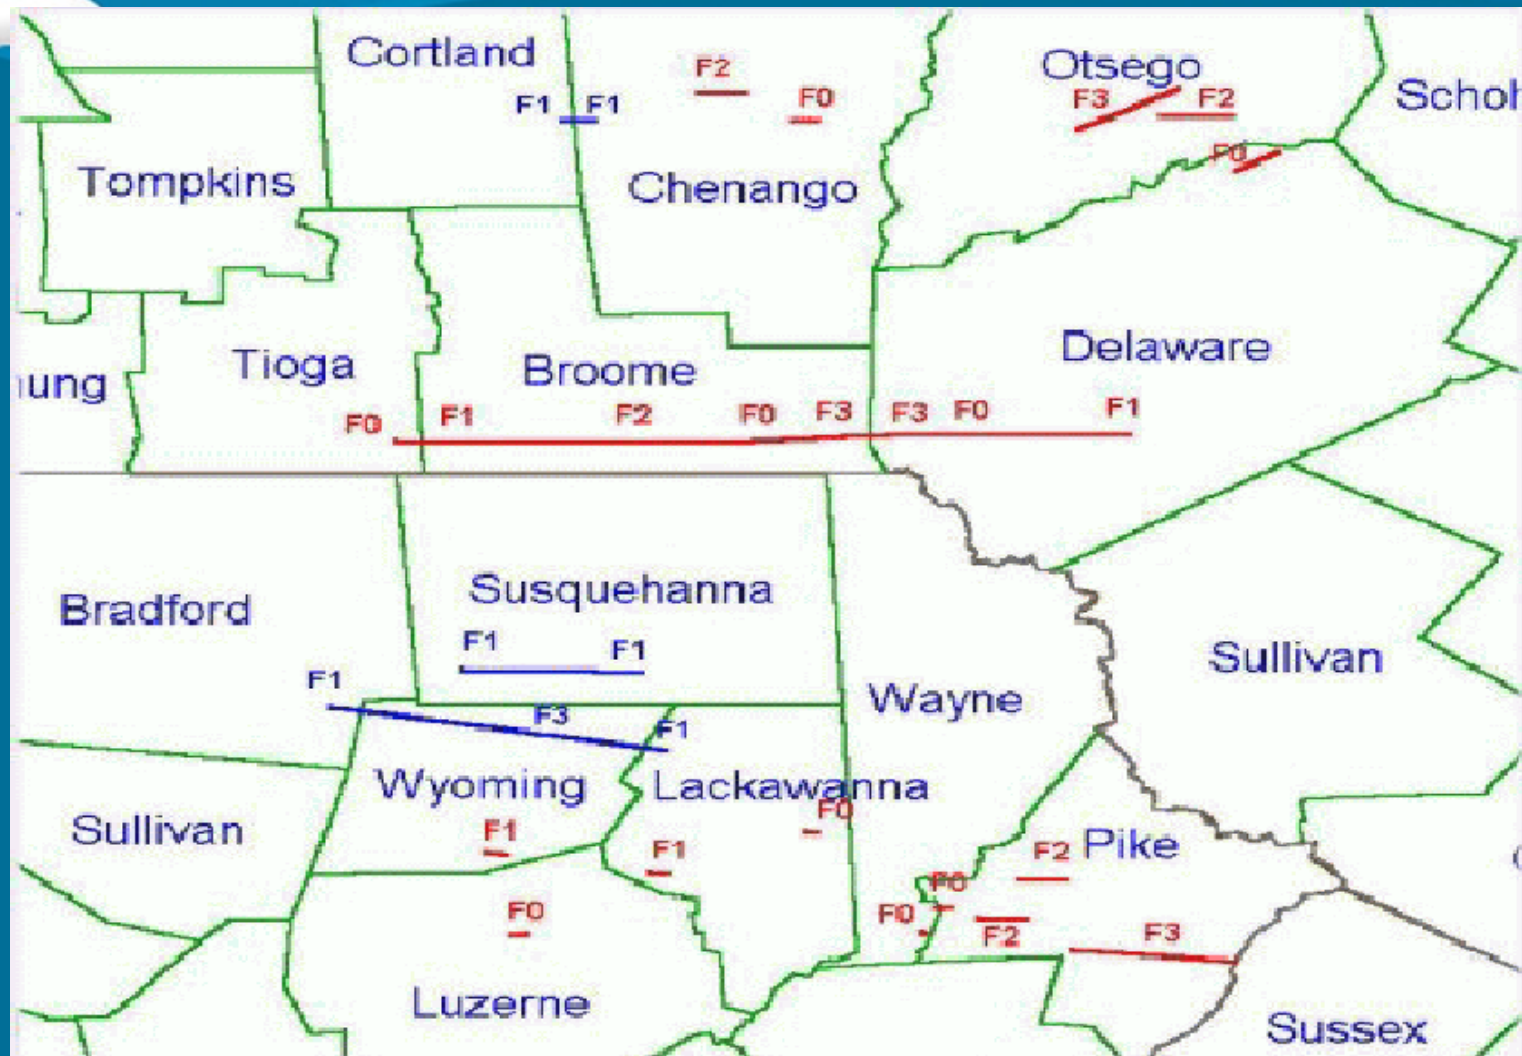 Cortland
F2
Otsego
F1
F1
F0
F3
F2
Schoh
Tompkins
Chenango
F0
Tioga
Broome
Delaware
ung
F0
F1
F2
F0
F3
F3
F0
F1
Bradford
Susquehanna
F1
F1
Sullivan
F1
F3
F1
Wayne
Wyoming
Lackawanna
F0
Sullivan
F1
F1
F2
Pike
F0
F0
F0
F2
F3
Luzerne
Sussex